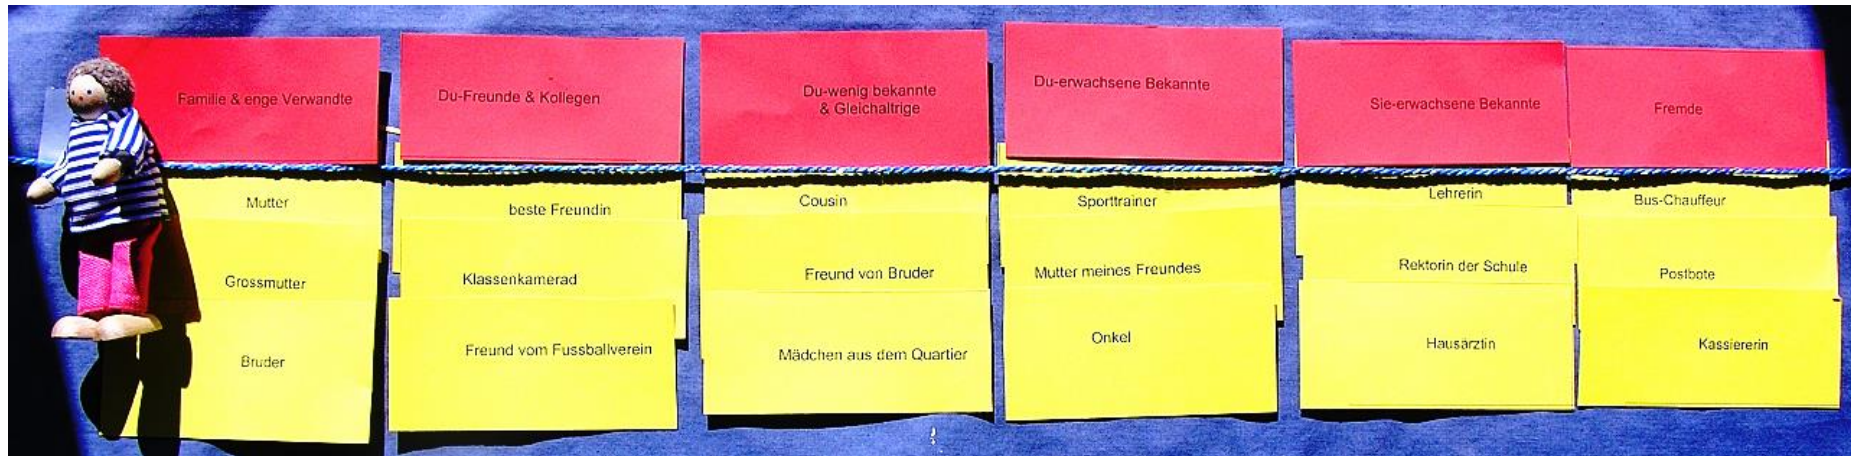 Familie & enge Verwandte
Mutter
Grossmutter
Bruder
Du-Freunde & Kollegen
beste Freundin
Klassenkamerad
Freund vom Fussballverein
Du-wenig bekannte
& Gleichaltrige
Cousin
Freund von Bruder
Mädchen aus dem Quartier
Du-erwachsene Bekannte
Sporttrainer
Mutter meines Freundes
Onkel
Sie-erwachsene Bekannte
Lehrerin
Rektorin der Schule
Hausärztin
Fremde
Bus-Chauffeur
Postbote
Kassiererin